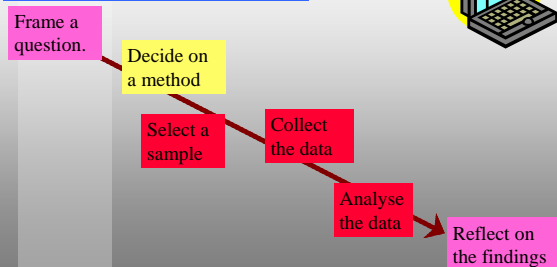 Frame a
question.
Decide on
a method
Select a
sample
Collect
the data
Analyse
the data
Reflect on
the findings